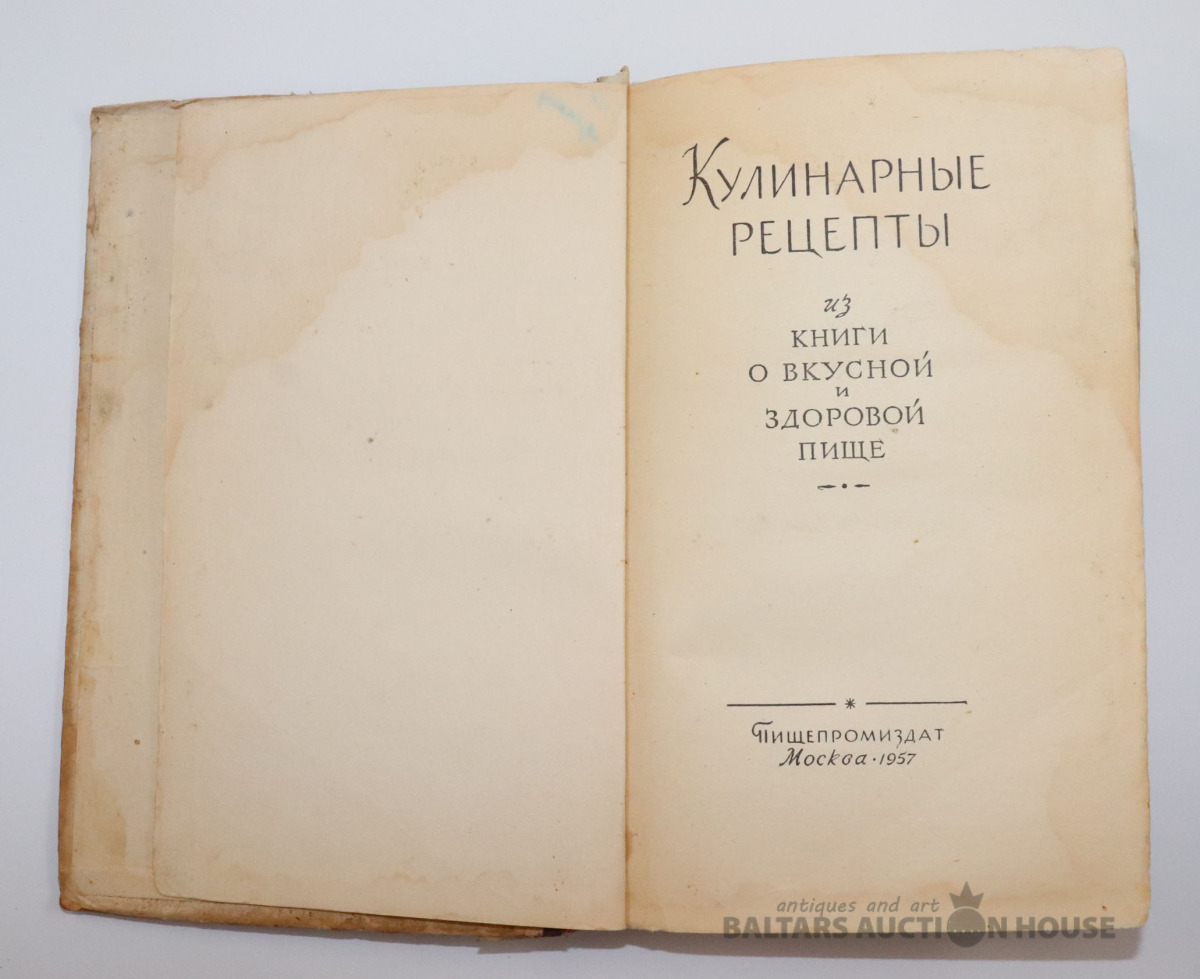 Кулинарные
рецепты
из
книги
о вкусной
и
здоровой
пище
Пищепромиздат
Москва · 1957
antiques and art
BALTARS AUCTION HOUSE